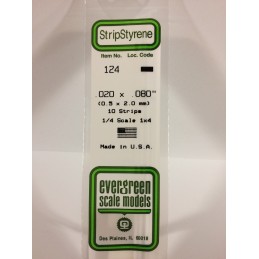 StripStyrene
Item No. Loc. Code
124
.020 x .080"
(0.5 x 2.0 mm)
10 Strips
1/4 Scale 1x4
Made in U.S.A.
evergreen
scale models
Des Plaines, IL 60018